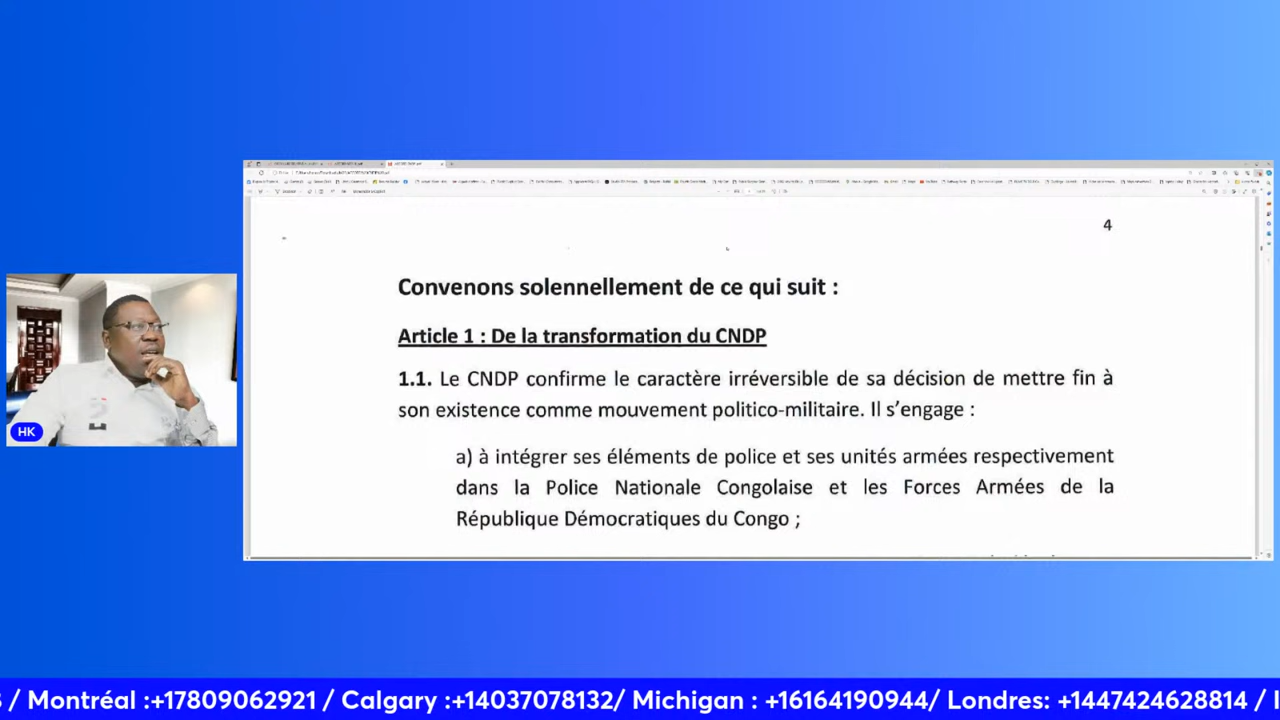 4
Convenons solennellement de ce qui suit :
Article 1 : De la transformation du CNDP
1.1. Le CNDP confirme le caractère irréversible de sa décision de mettre fin à
son existence comme mouvement politico-militaire. Il s’engage :
a) à intégrer ses éléments de police et ses unités armées respectivement
dans la Police Nationale Congolaise et les Forces Armées de la
République Démocratiques du Congo ;
HK
/ Montréal :+17809062921 / Calgary :+14037078132/ Michigan : +16164190944/ Londres: +1447424628814 /